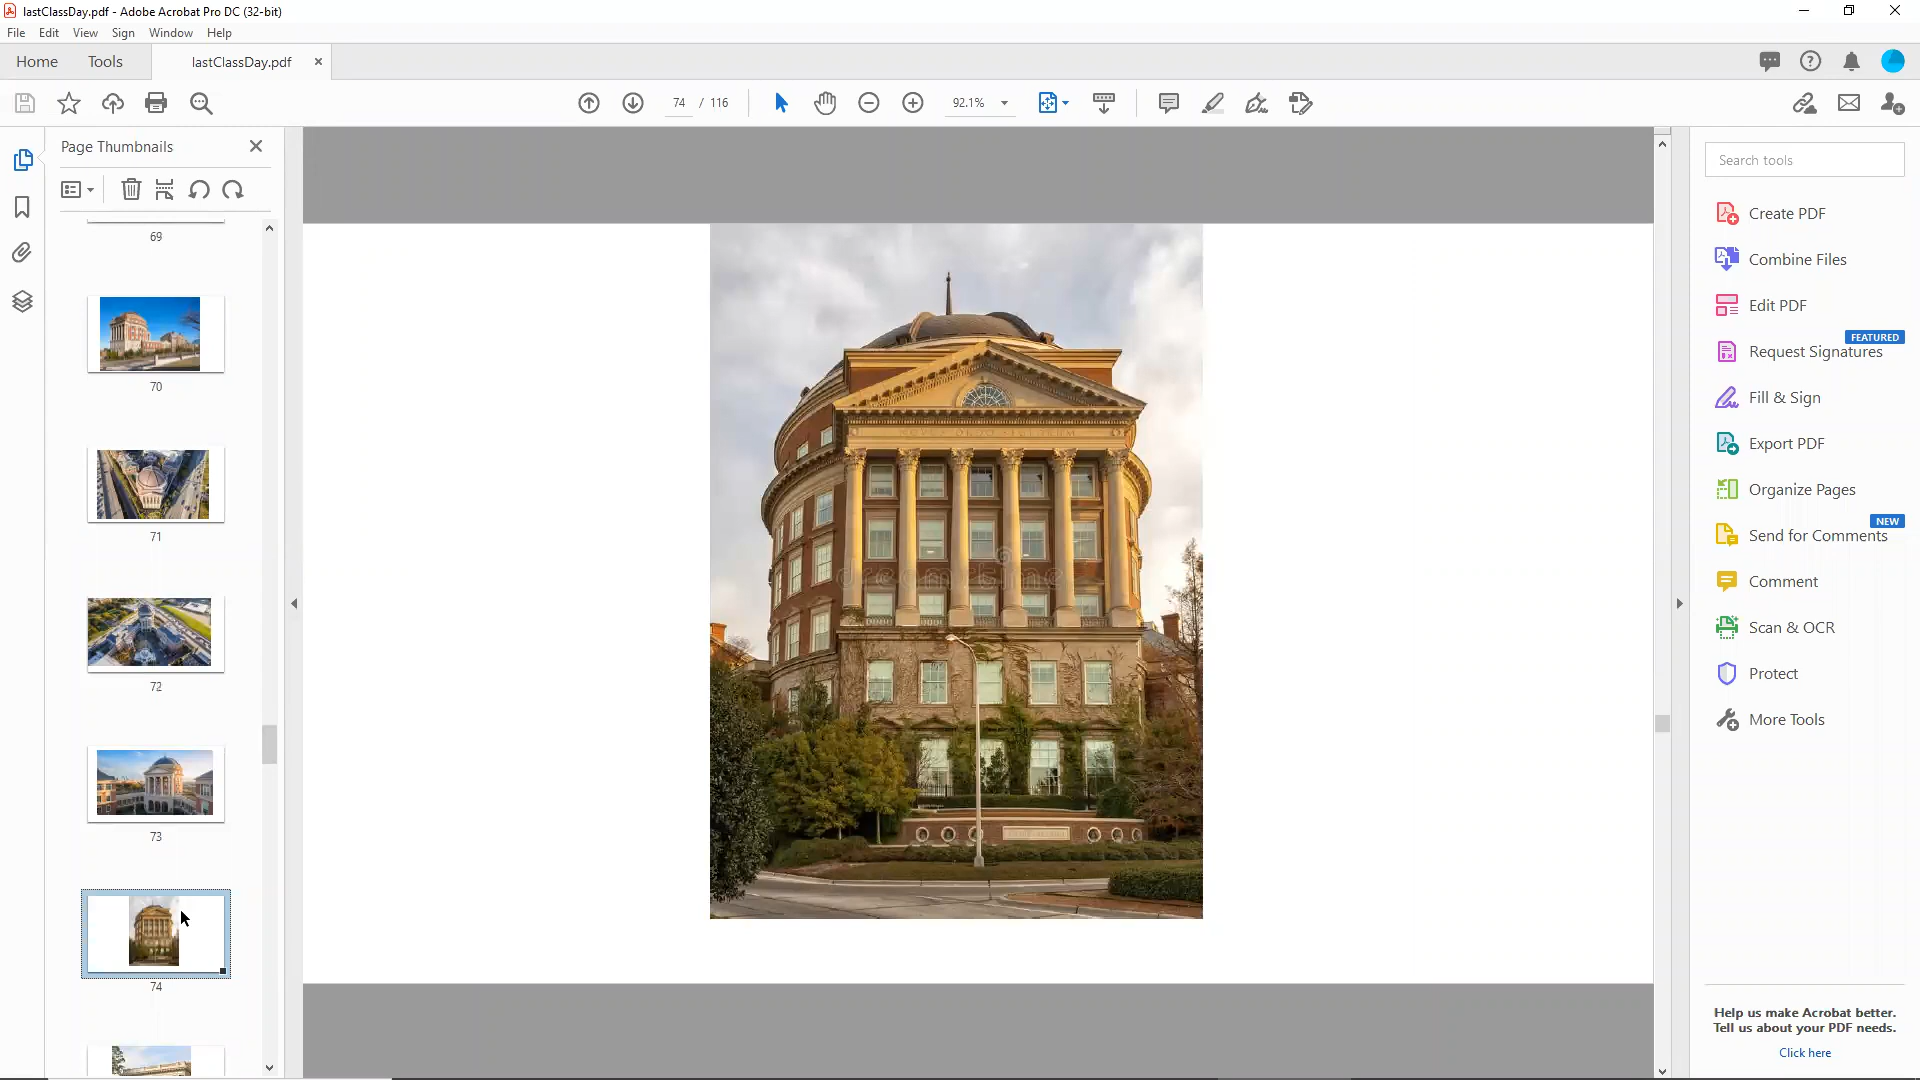 lastClassDay.pdf - Adobe Acrobat Pro DC (32-bit)
File Edit View Sign Window Help
Home Tools lastClassDay.pdf
74 / 116 92.1%
Page Thumbnails
69
70
71
72
73
74
dreamstime
Search tools
Create PDF
Combine Files
Edit PDF
FEATURED
Request Signatures
Fill & Sign
Export PDF
Organize Pages
NEW
Send for Comments
Comment
Scan & OCR
Protect
More Tools
Help us make Acrobat better.
Tell us about your PDF needs.
Click here